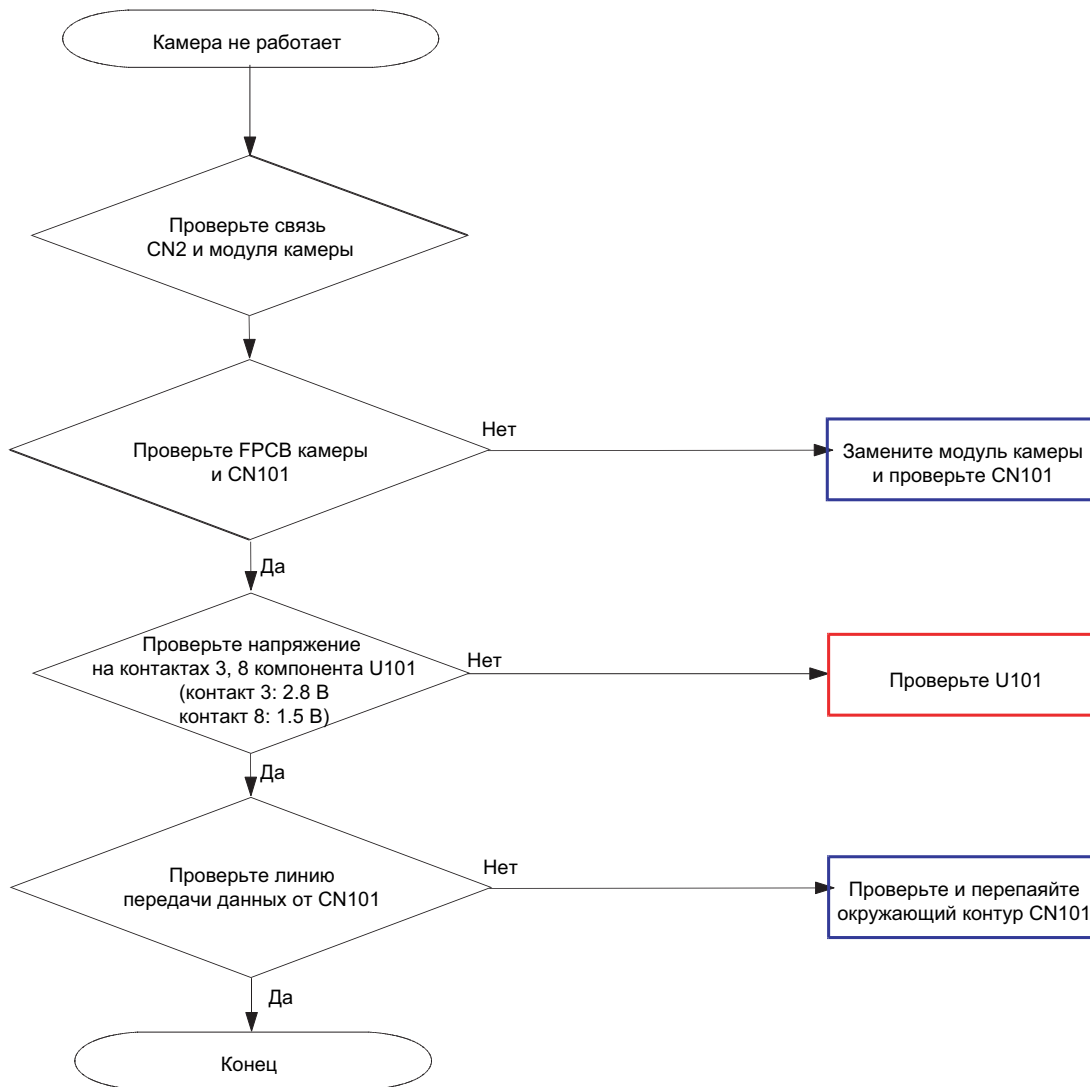 Камера не работает
Проверьте связь
CN2 и модуля камеры
Проверьте FPCB камеры
и CN101
Нет
Замените модуль камеры
и проверьте CN101
Да
Проверьте напряжение
на контактах 3, 8 компонента U101
(контакт 3: 2.8 В
контакт 8: 1.5 В)
Нет
Проверьте U101
Да
Проверьте линию
передачи данных от CN101
Нет
Проверьте и перепаяйте
окружающий контур CN101
Да
Конец